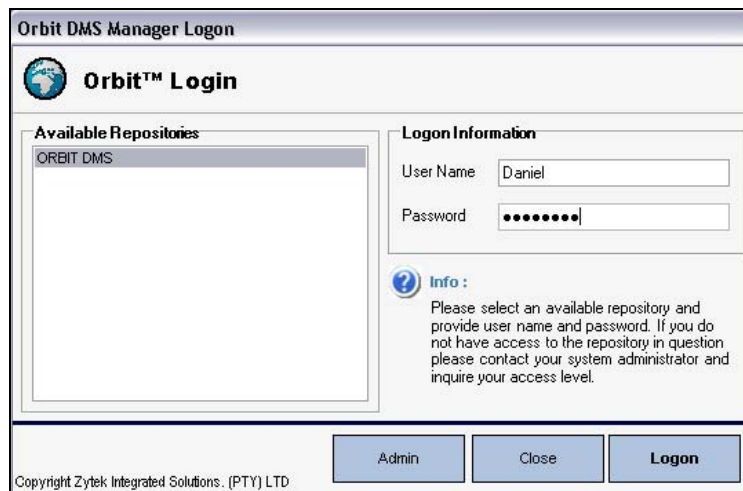 Orbit DMS Manager Logon
Orbit™ Login
Available Repositories
ORBIT DMS
Logon Information
User Name Daniel
Password ●●●●●●●●
Info :
Please select an available repository and
provide user name and password. If you do
not have access to the repository in question
please contact your system administrator and
inquire your access level.
Admin Close Logon
Copyright Zytek Integrated Solutions. (PTY) LTD